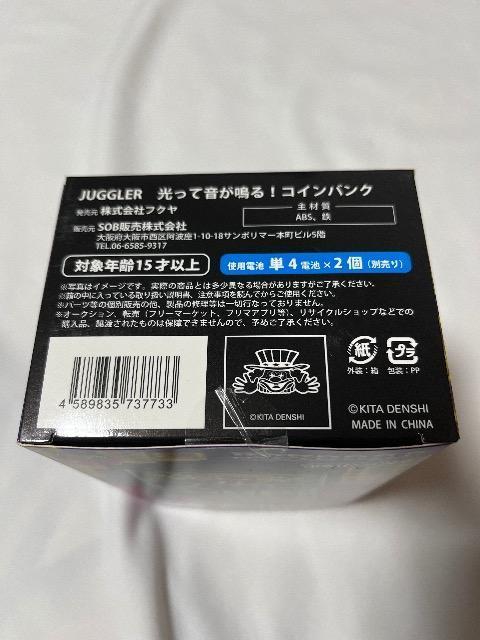 JUGGLER 光って音が鳴る！コインバンク
発売元 株式会社フクヤ
販売元 SOB販売株式会社
大阪府大阪市西区阿波座1-10-18サンポリマー本町ビル5階
TEL.06-6585-9317
主材質
ABS、鉄
対象年齢15才以上
使用電池 単4電池×2個（別売り）
※写真はイメージです。実際の商品とは多少異なる場合がありますがご了承ください。
※箱の中に入っている取り扱い説明書、注意事項を読んでからご使用ください。
※パーツ等の個別販売の他、製品の修理等は一切行なっておりません。
※オークション、転売（フリーマーケット、フリマアプリ等）、リサイクルショップなどでの
購入品、譲渡されたものは保障できませんので、予めご了承ください。
4 589835 737733
©KITA DENSHI
紙
外装：箱
プラ
包装：PP
©KITA DENSHI
MADE IN CHINA